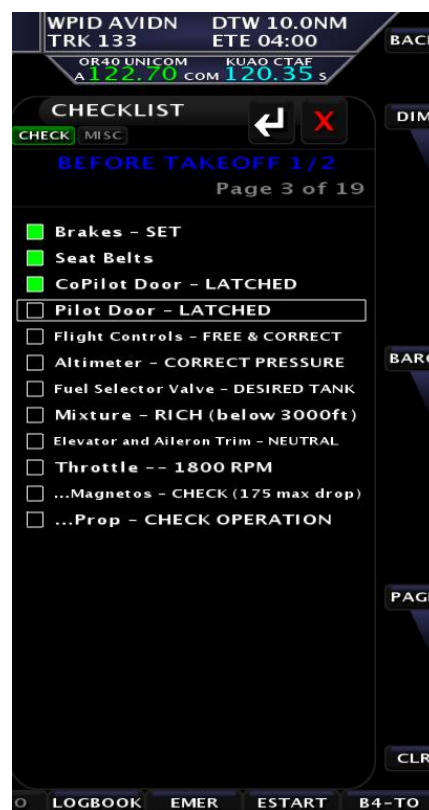 WPID AVIDN DTW 10.0NM
TRK 133 ETE 04:00
BACK
OR40 UNICOM KUAO CTAF
A 122.70 COM 120.35 S
CHECKLIST
X
DIM
CHECK MISC
BEFORE TAKEOFF 1/2
Page 3 of 19
Brakes – SET
Seat Belts
CoPilot Door – LATCHED
Pilot Door – LATCHED
Flight Controls – FREE & CORRECT
Altimeter – CORRECT PRESSURE
BARO
Fuel Selector Valve – DESIRED TANK
Mixture – RICH (below 3000ft)
Elevator and Aileron Trim – NEUTRAL
Throttle -- 1800 RPM
...Magnetos – CHECK (175 max drop)
...Prop – CHECK OPERATION
PAGE
CLR
O LOGBOOK EMER ESTART B4-TO